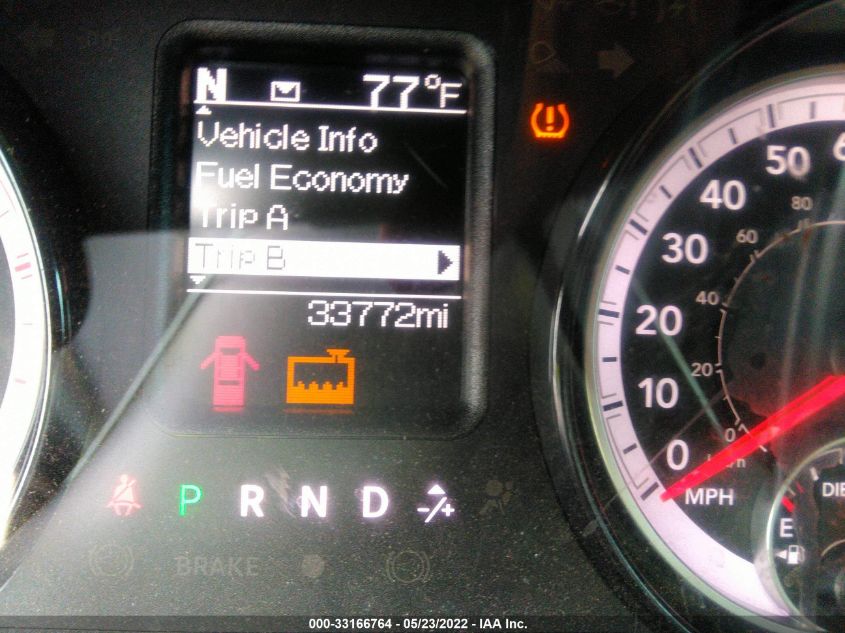 N 77°F
Vehicle Info
Fuel Economy
Trip A
Trip B
33772mi
P R N D -/+
BRAKE
50
40
30
20
10
0
MPH
80
60
40
20
0
km/h
E
000-33166764 - 05/23/2022 - IAA Inc.